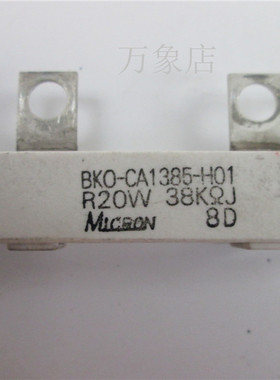 万象店
BKO-CA1385-H01
R20W 38KΩJ
MICRON 8D